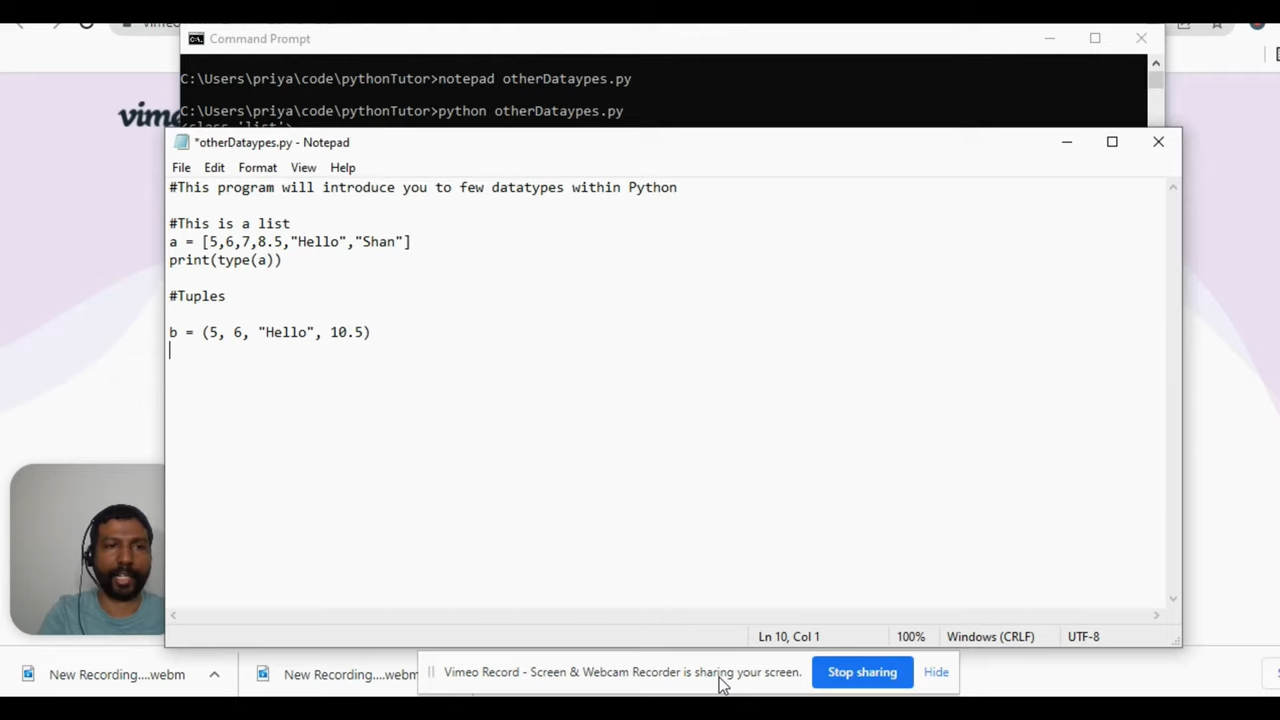 Command Prompt
C:\Users\priya\code\pythonTutor>notepad otherDataypes.py
C:\Users\priya\code\pythonTutor>python otherDataypes.py
*otherDataypes.py - Notepad
File Edit Format View Help
#This program will introduce you to few datatypes within Python
#This is a list
a = [5,6,7,8.5,"Hello","Shan"]
print(type(a))
#Tuples
b = (5, 6, "Hello", 10.5)
Ln 10, Col 1 100% Windows (CRLF) UTF-8
New Recording....webm
New Recording....webm
Vimeo Record - Screen & Webcam Recorder is sharing your screen.
Stop sharing
Hide